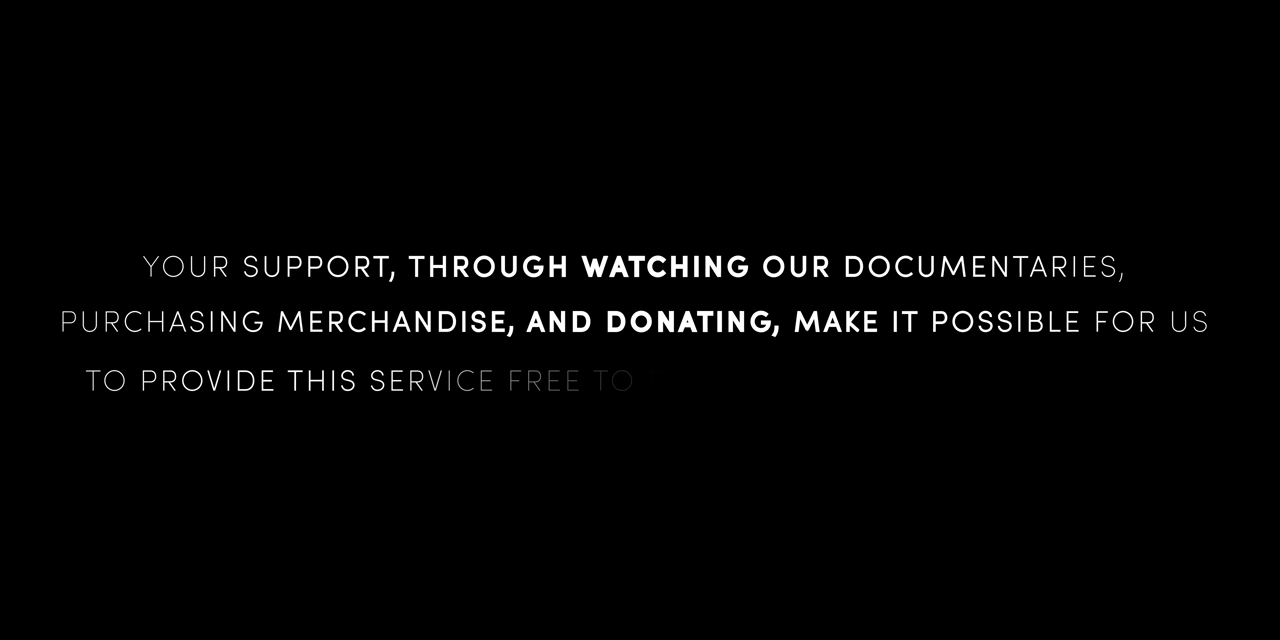 YOUR SUPPORT, THROUGH WATCHING OUR DOCUMENTARIES,
PURCHASING MERCHANDISE, AND DONATING, MAKE IT POSSIBLE FOR US
TO PROVIDE THIS SERVICE FREE TO